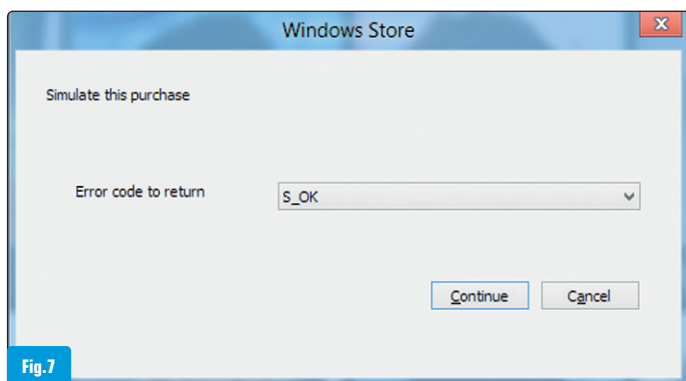 Windows Store
x
Simulate this purchase
Error code to return
S_OK
Continue
Cancel
Fig.7